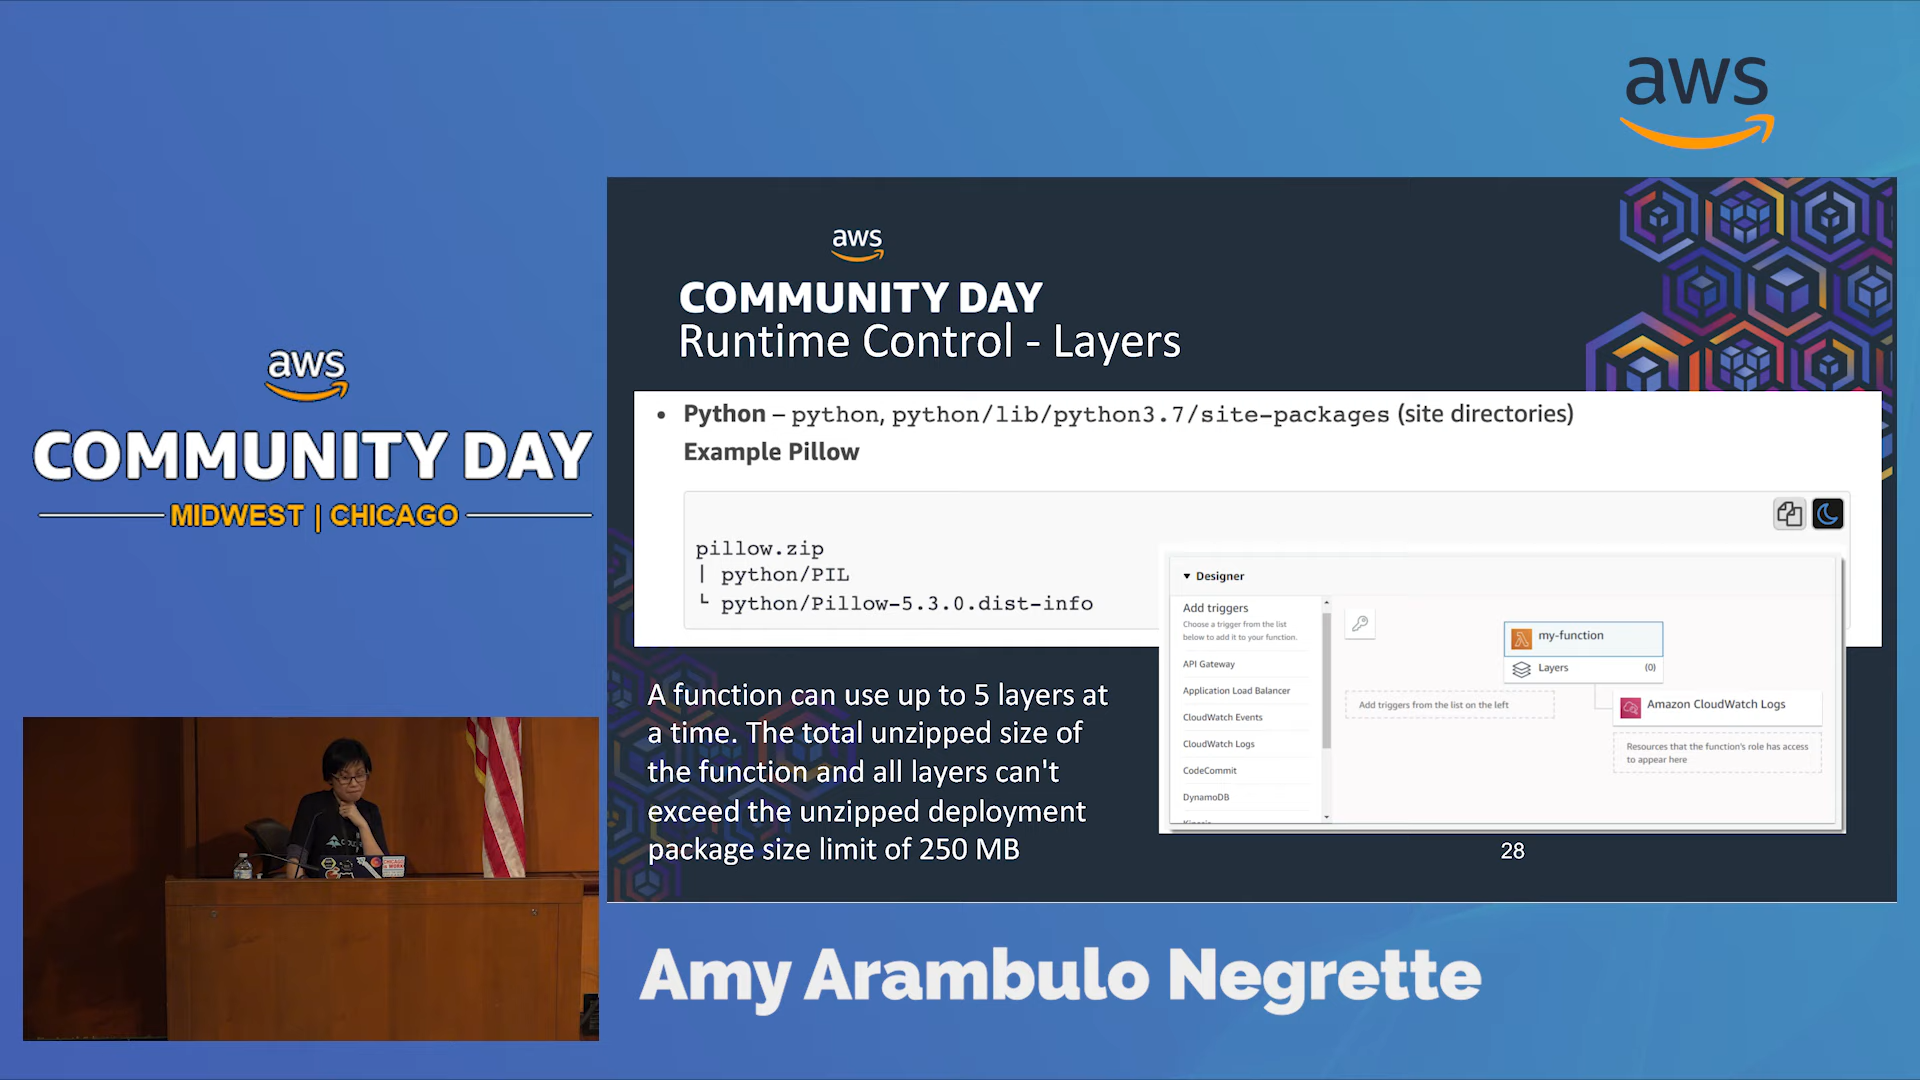 aws
aws
COMMUNITY DAY
MIDWEST | CHICAGO
aws
COMMUNITY DAY
Runtime Control - Layers
• Python – python, python/lib/python3.7/site-packages (site directories)
Example Pillow
pillow.zip
│ python/PIL
└ python/Pillow-5.3.0.dist-info
▼ Designer
Add triggers
Choose a trigger from the list
below to add it to your function.
API Gateway
Application Load Balancer
CloudWatch Events
CloudWatch Logs
CodeCommit
DynamoDB
my-function
Layers (0)
Add triggers from the list on the left
Amazon CloudWatch Logs
Resources that the function's role has access
to appear here
A function can use up to 5 layers at
a time. The total unzipped size of
the function and all layers can't
exceed the unzipped deployment
package size limit of 250 MB
28
Amy Arambulo Negrette